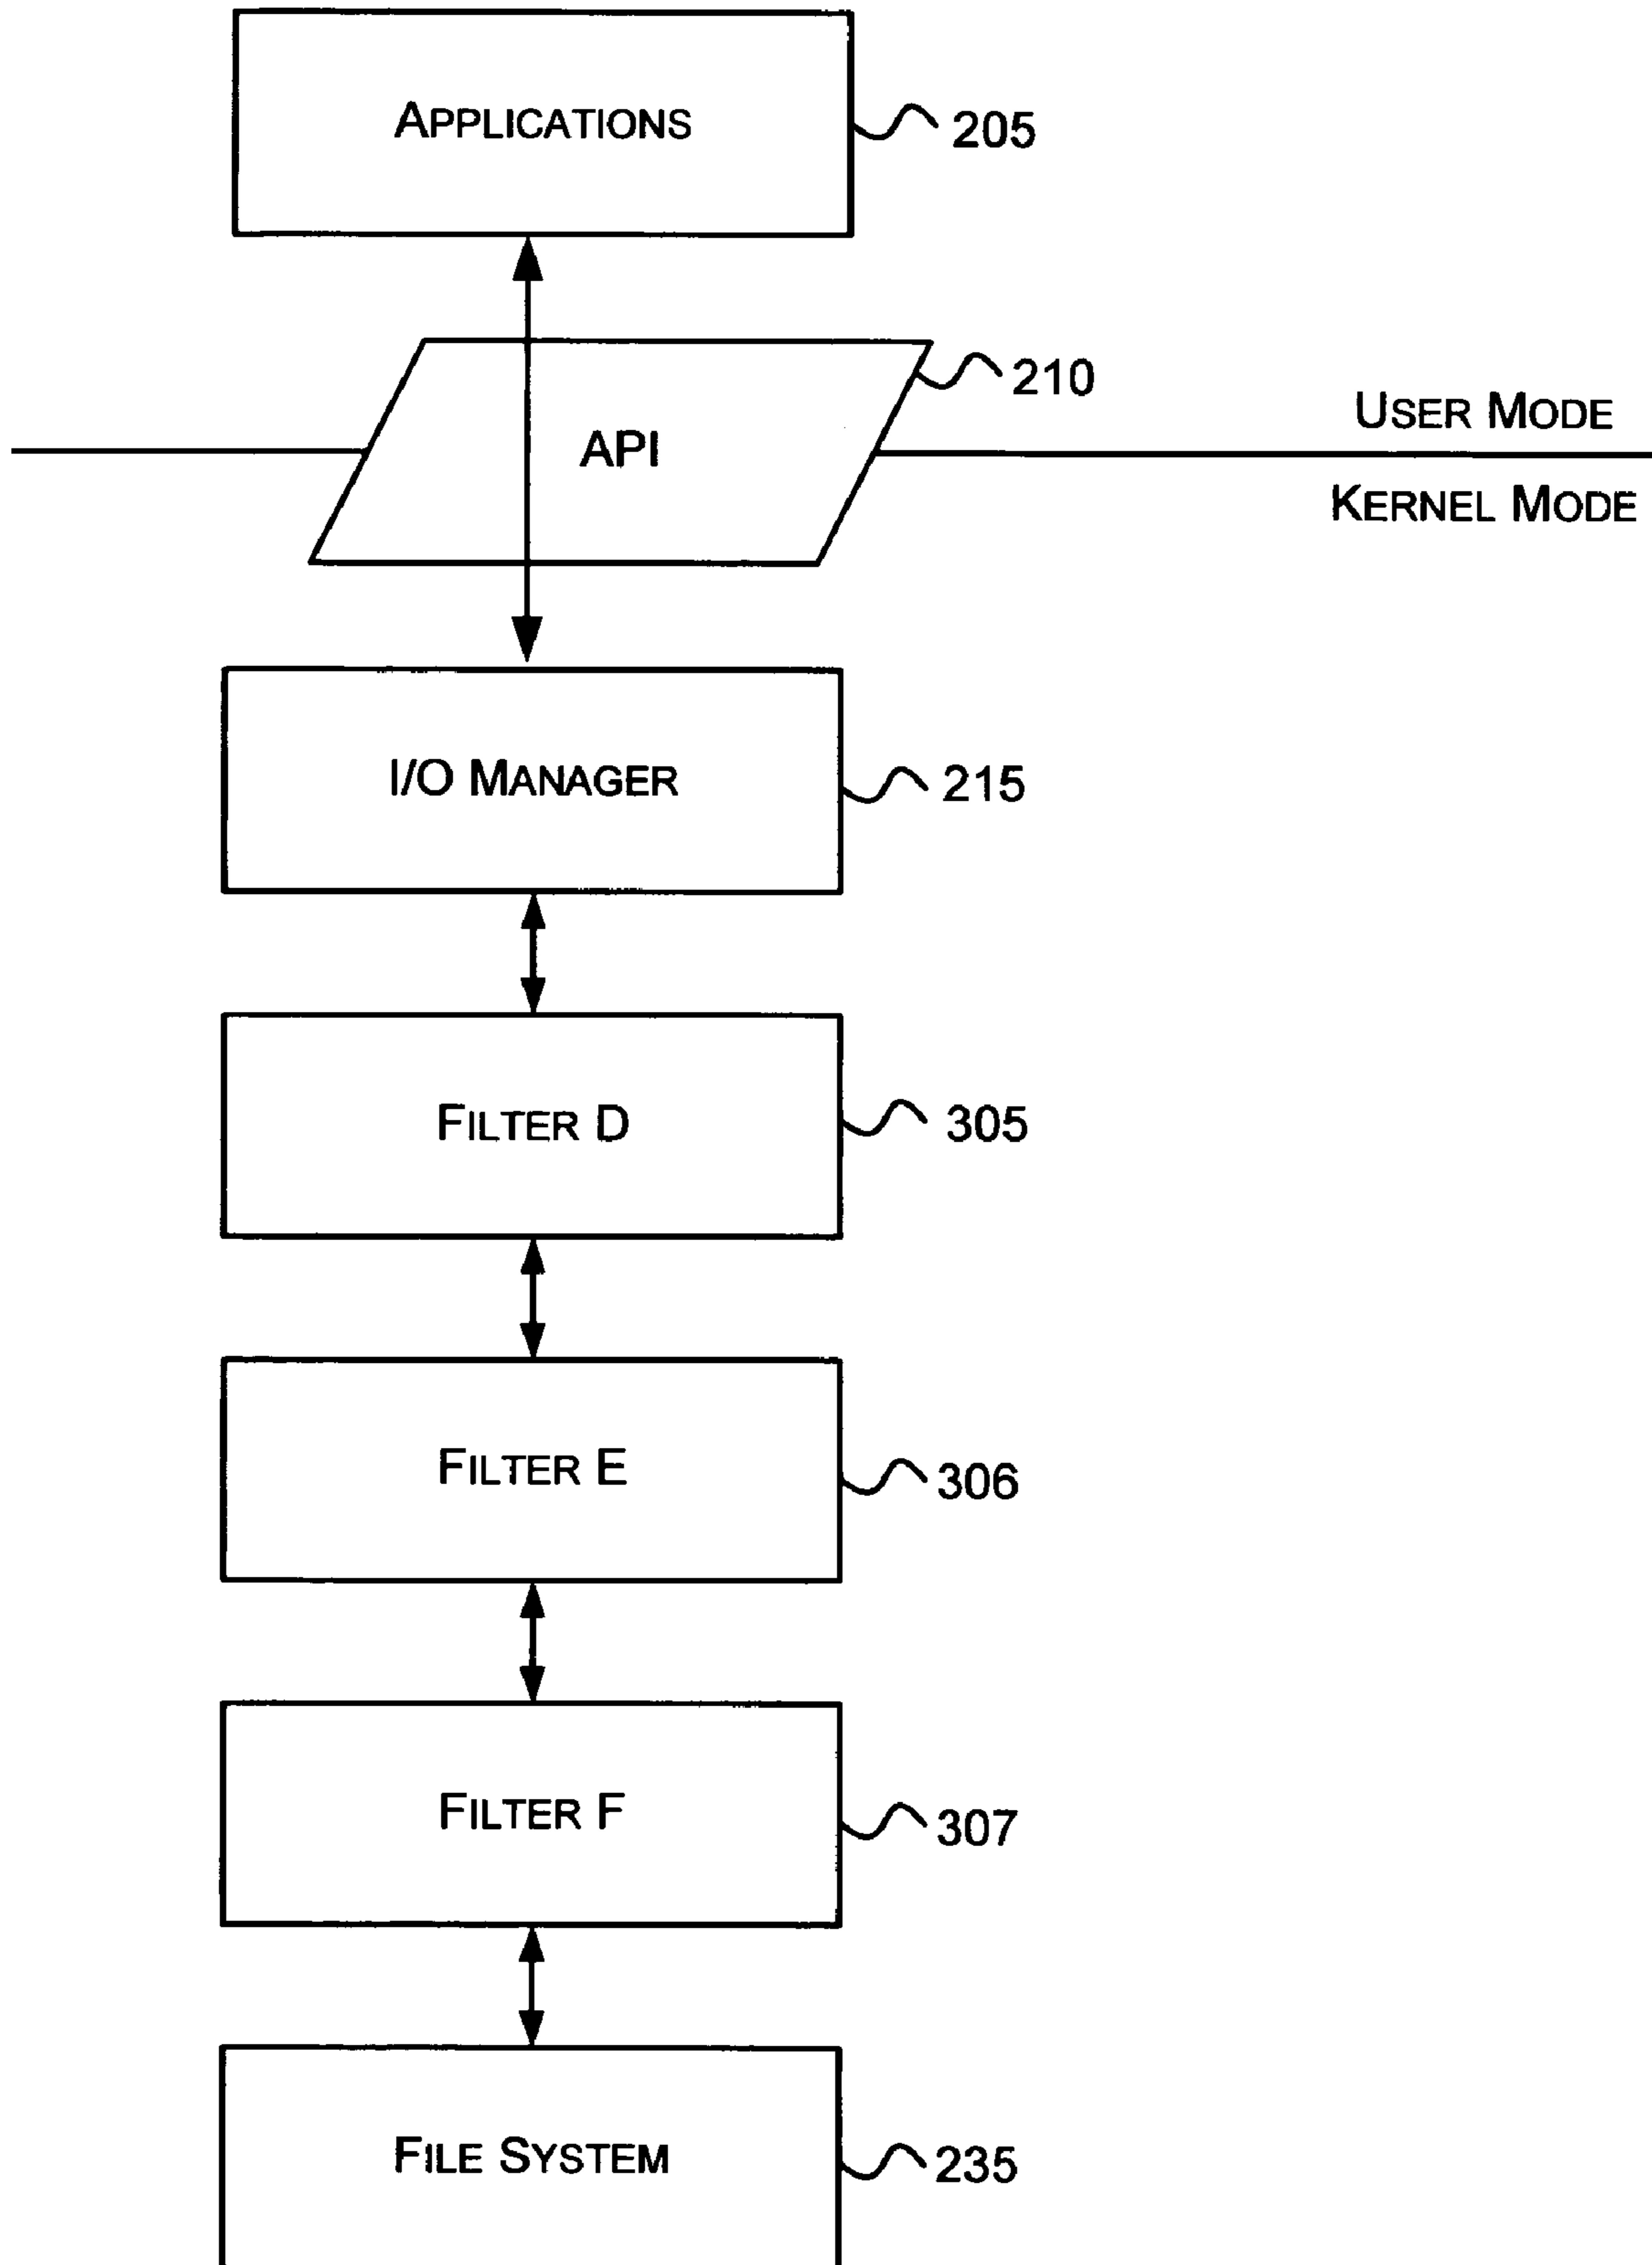 APPLICATIONS
205
210
API
USER MODE
KERNEL MODE
I/O MANAGER
215
FILTER D
305
FILTER E
306
FILTER F
307
FILE SYSTEM
235